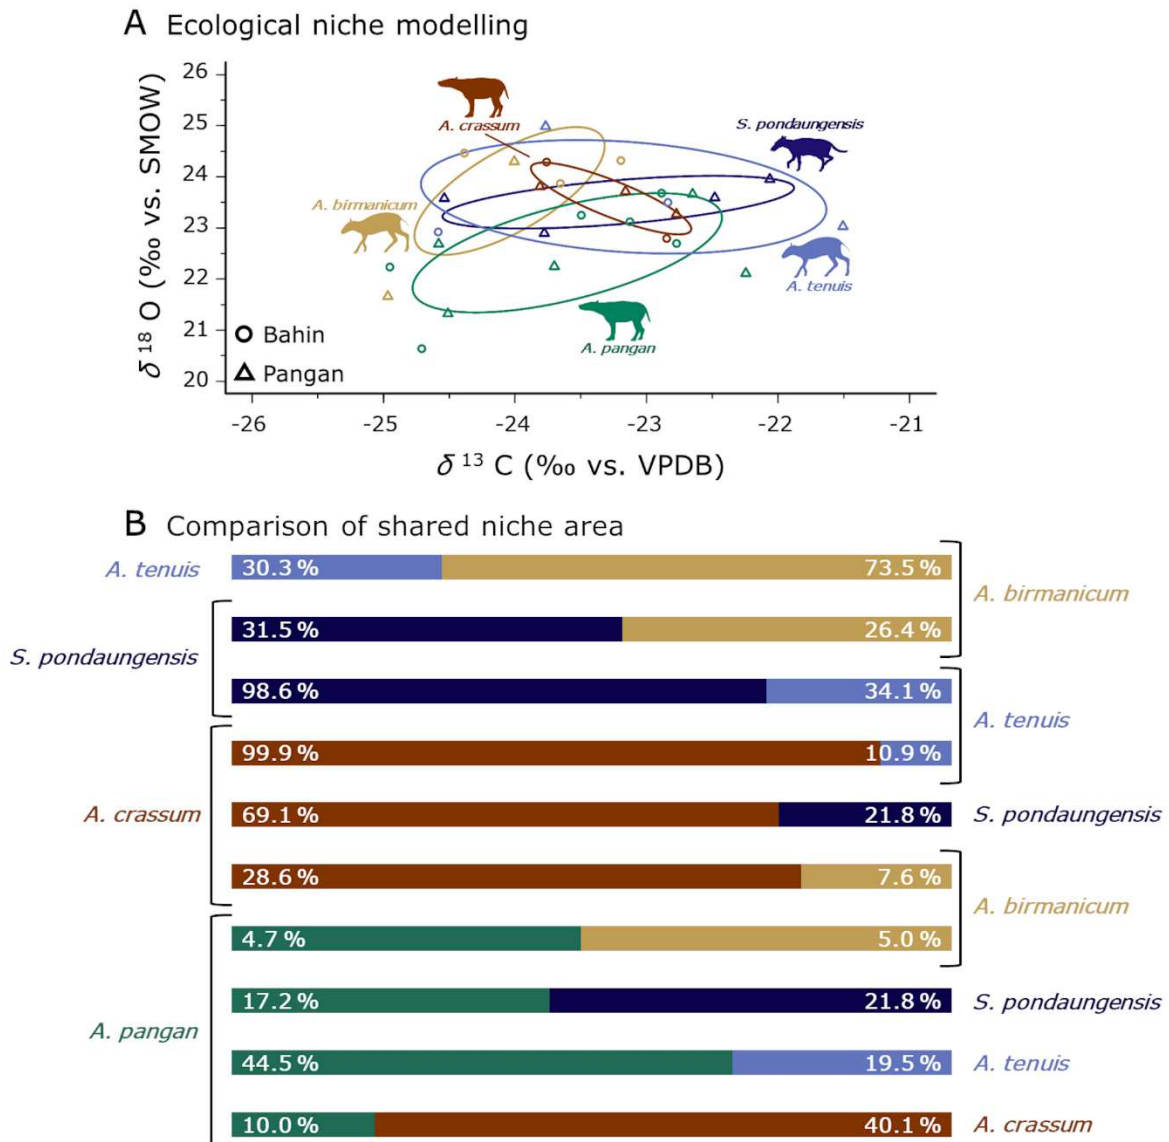 A Ecological niche modelling
δ 18 O (‰ vs. SMOW)
26
25
24
23
22
21
20
A. crassum
S. pondaungensis
A. birmanicum
A. tenuis
A. pangan
Bahin
Pangan
-26 -25 -24 -23 -22 -21
δ 13 C (‰ vs. VPDB)
B Comparison of shared niche area
A. tenuis 30.3 % 73.5 %
A. birmanicum
31.5 % 26.4 %
S. pondaungensis
98.6 % 34.1 %
A. tenuis
99.9 % 10.9 %
A. crassum 69.1 % 21.8 % S. pondaungensis
28.6 % 7.6 %
A. birmanicum
4.7 % 5.0 %
17.2 % 21.8 % S. pondaungensis
A. pangan
44.5 % 19.5 % A. tenuis
10.0 % 40.1 % A. crassum